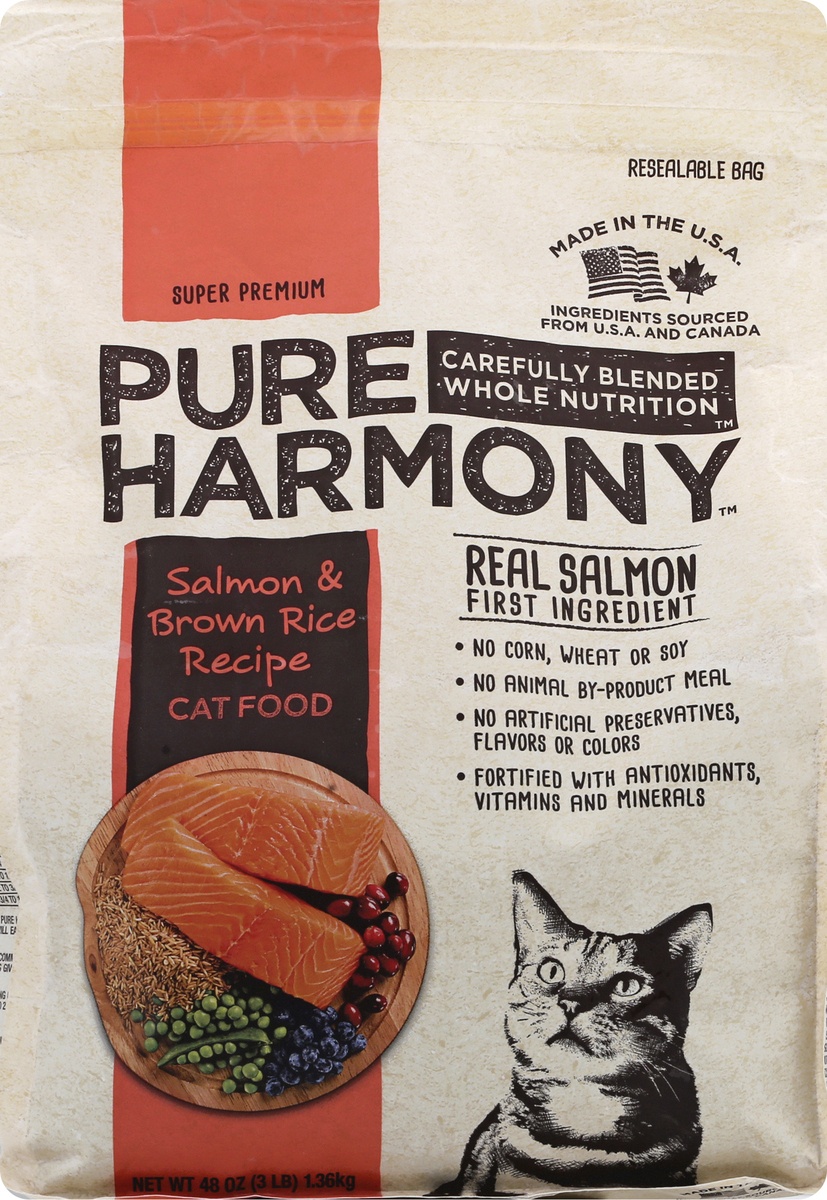 RESEALABLE BAG
MADE IN THE U.S.A.
INGREDIENTS SOURCED
FROM U.S.A. AND CANADA
SUPER PREMIUM
PURE
HARMONY™
CAREFULLY BLENDED
WHOLE NUTRITION™
Salmon &
Brown Rice
Recipe
CAT FOOD
REAL SALMON
FIRST INGREDIENT
• NO CORN, WHEAT OR SOY
• NO ANIMAL BY-PRODUCT MEAL
• NO ARTIFICIAL PRESERVATIVES,
FLAVORS OR COLORS
• FORTIFIED WITH ANTIOXIDANTS,
VITAMINS AND MINERALS
NET WT 48 OZ (3 LB) 1.36kg